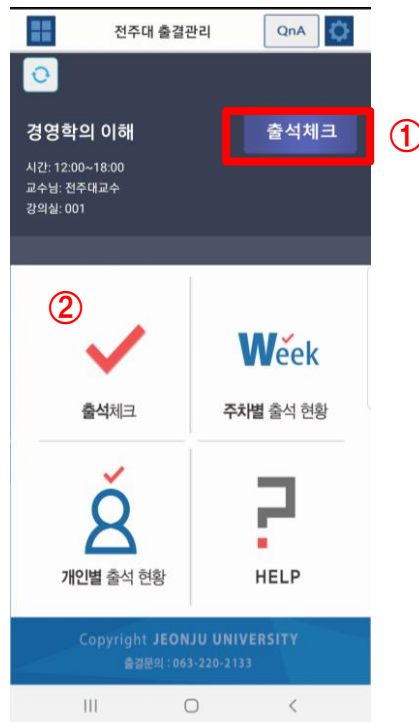 전주대 출결관리
QnA
경영학의 이해
출석체크
①
시간: 12:00~18:00
교수님: 전주대교수
강의실: 001
②
Week
출석체크
주차별 출석 현황
개인별 출석 현황
HELP
Copyright JEONJU UNIVERSITY
출결문의 : 063-220-2133